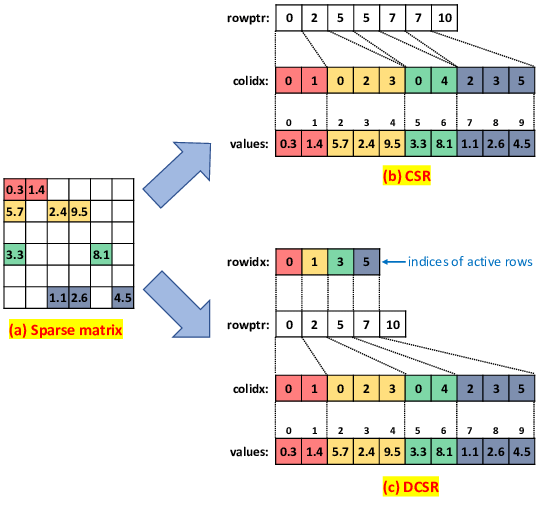 rowptr: 0 2 5 5 7 7 10
colidx: 0 1 0 2 3 0 4 2 3 5
0 1 2 3 4 5 6 7 8 9
values: 0.3 1.4 5.7 2.4 9.5 3.3 8.1 1.1 2.6 4.5
(b) CSR
0.3 1.4
5.7 2.4 9.5
3.3 8.1
1.1 2.6 4.5
(a) Sparse matrix
rowidx: 0 1 3 5 indices of active rows
rowptr: 0 2 5 7 10
colidx: 0 1 0 2 3 0 4 2 3 5
0 1 2 3 4 5 6 7 8 9
values: 0.3 1.4 5.7 2.4 9.5 3.3 8.1 1.1 2.6 4.5
(c) DCSR